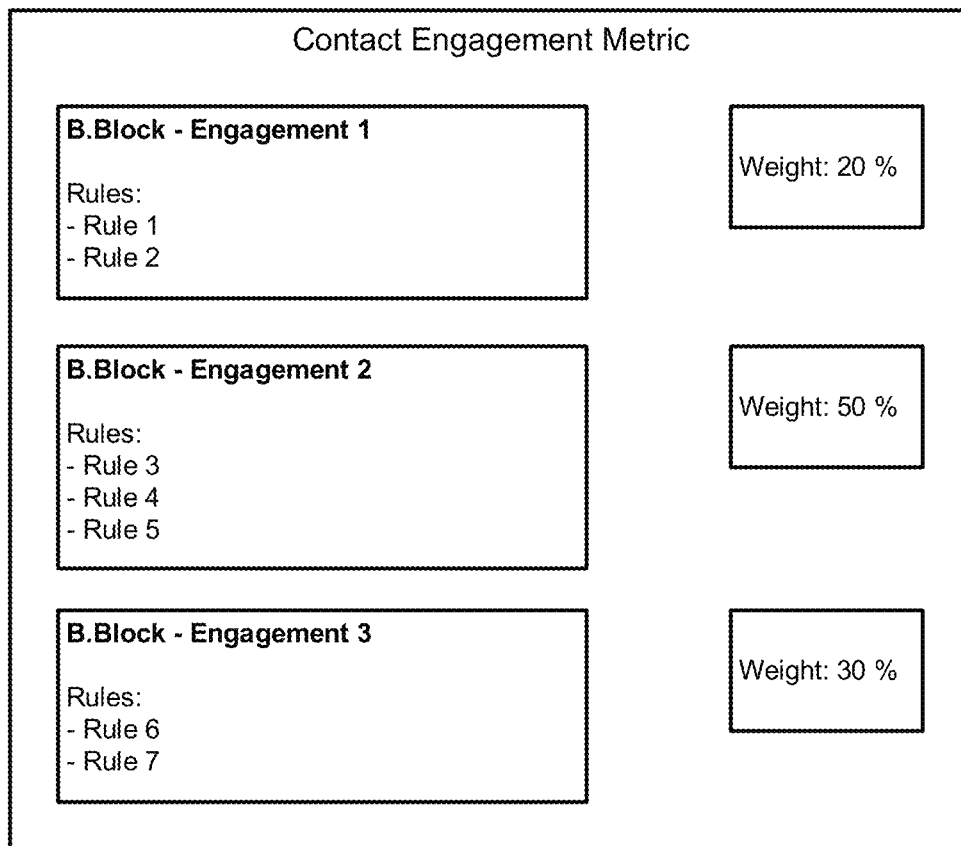 Contact Engagement Metric
B.Block - Engagement 1
Rules:
- Rule 1
- Rule 2
Weight: 20 %
B.Block - Engagement 2
Rules:
- Rule 3
- Rule 4
- Rule 5
Weight: 50 %
B.Block - Engagement 3
Rules:
- Rule 6
- Rule 7
Weight: 30 %